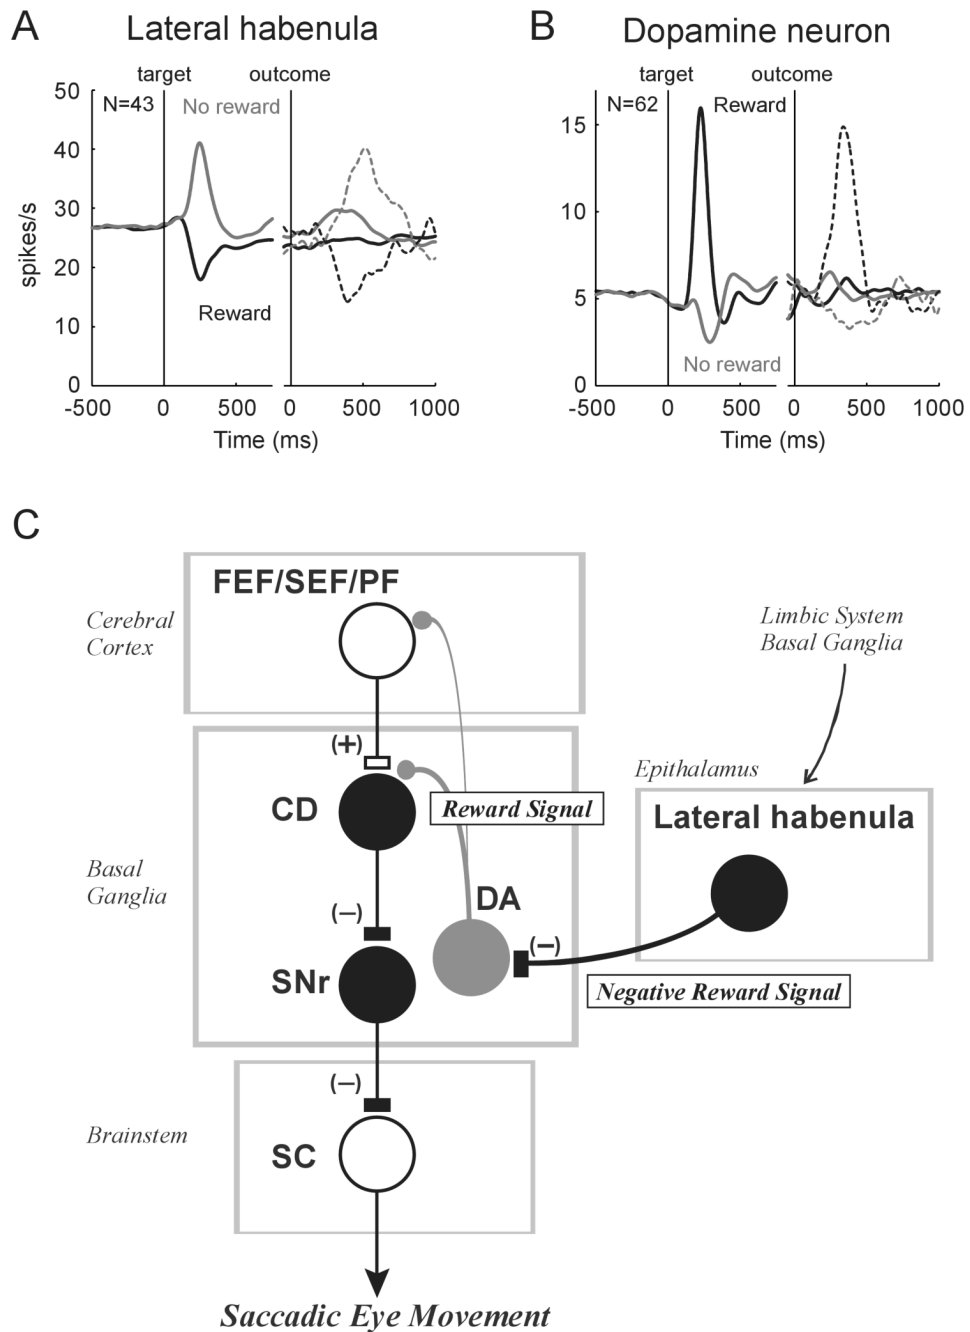 A
Lateral habenula
target
outcome
N=43
No reward
Reward
50
40
30
20
10
0
spikes/s
-500
0
500
0
500
1000
Time (ms)
B
Dopamine neuron
target
outcome
N=62
Reward
No reward
15
10
5
0
-500
0
500
0
500
1000
Time (ms)
C
FEF/SEF/PF
Cerebral
Cortex
Limbic System
Basal Ganglia
(+)
Epithalamus
CD
Reward Signal
Lateral habenula
Basal
Ganglia
DA
(−)
(−)
SNr
Negative Reward Signal
(−)
Brainstem
SC
Saccadic Eye Movement